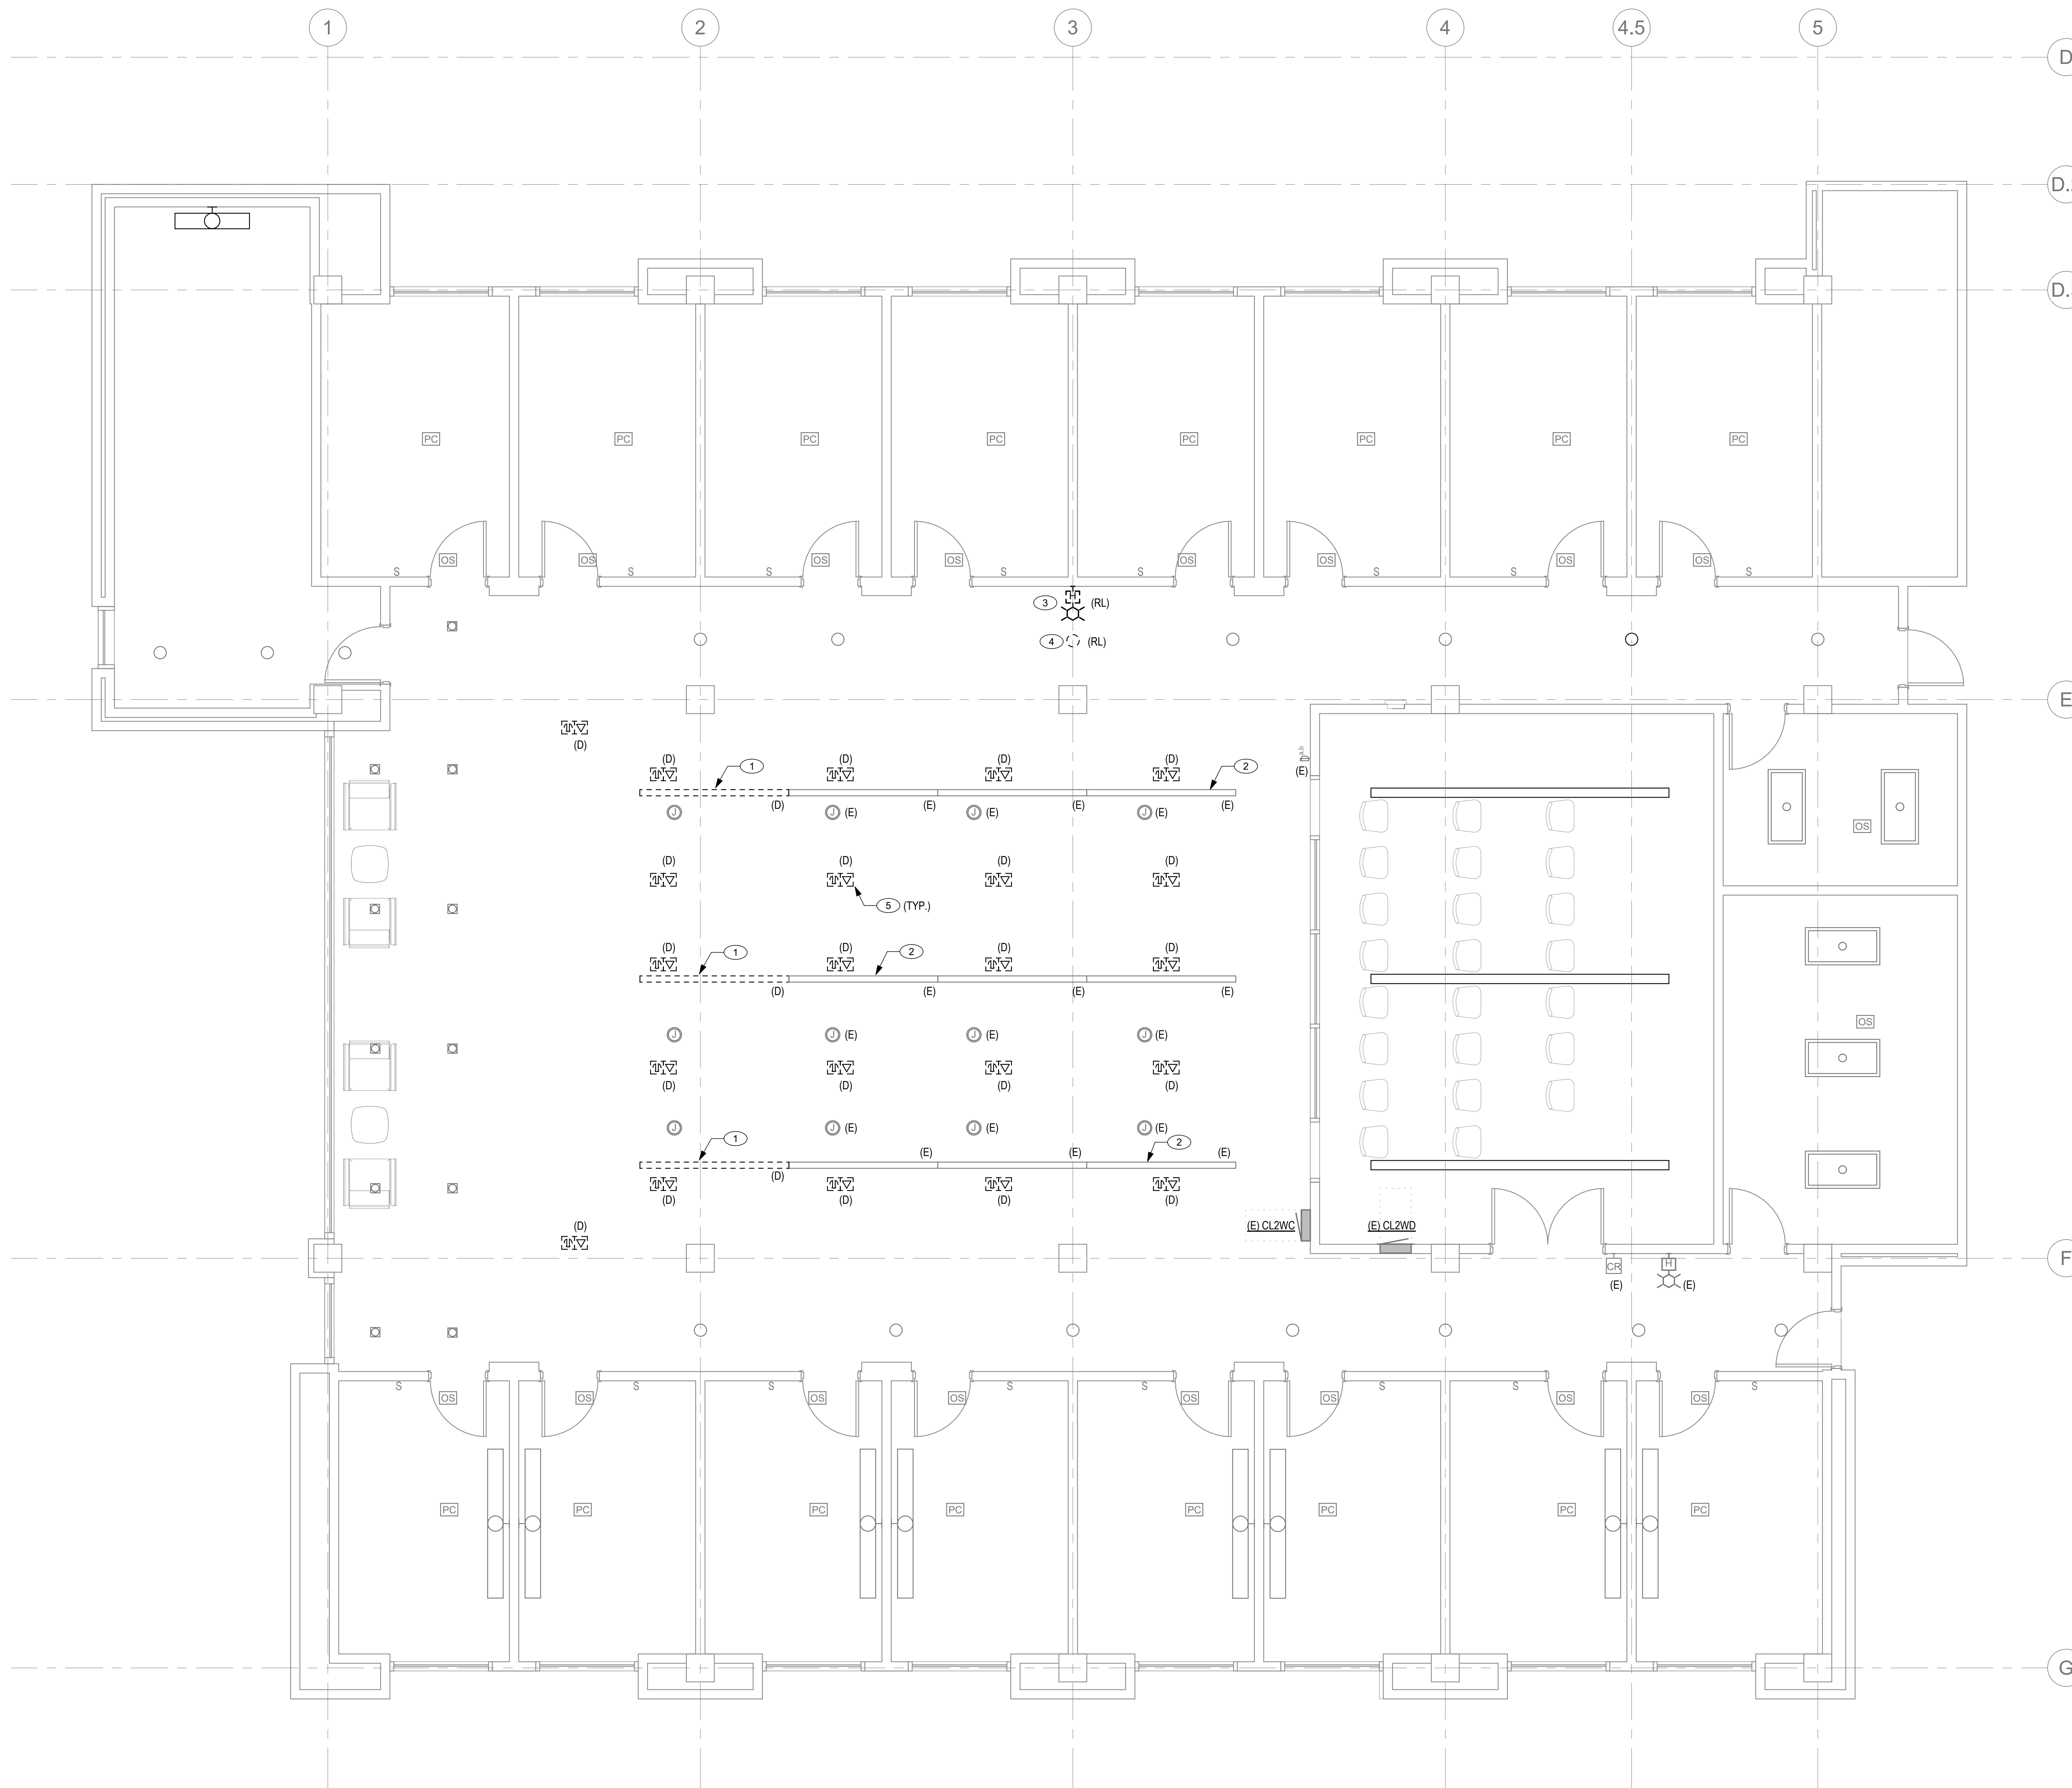 1 2 3 4 4.5 5
D
D.
D.
PC PC PC PC PC PC PC PC
OS OS OS OS OS OS OS OS
S S S S S S S S
3 H (RL)
4 (RL)
E
(D)
a,b
(E)
(D) (D) (D) (D)
1 2
(D) (E) (E) (E)
J J (E) J (E) J (E)
OS
(D) (D) (D) (D)
5 (TYP.)
(D) (D) (D) (D)
1 2
(D) (E) (E) (E)
OS
J J (E) J (E) J (E)
(D) (D) (D) (D)
J J (E) J (E) J (E)
1 2
(E) (E) (E)
(D)
(D) (D) (D) (D)
(D)
(E) CL2WC (E) CL2WD
F
CR H
(E) (E)
S S S S S S S S
OS OS OS OS OS OS OS OS
PC PC PC PC PC PC PC PC
G